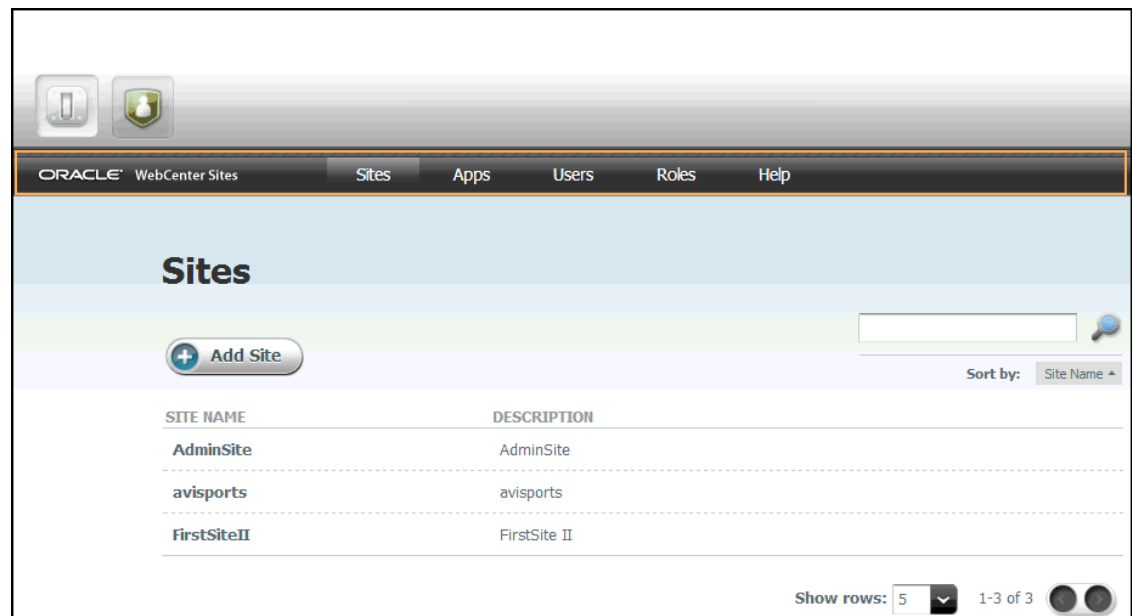 ORACLE WebCenter Sites Sites Apps Users Roles Help
Sites
Add Site
Sort by: Site Name
SITE NAME DESCRIPTION
AdminSite AdminSite
avisports avisports
FirstSiteII FirstSite II
Show rows: 5 1-3 of 3